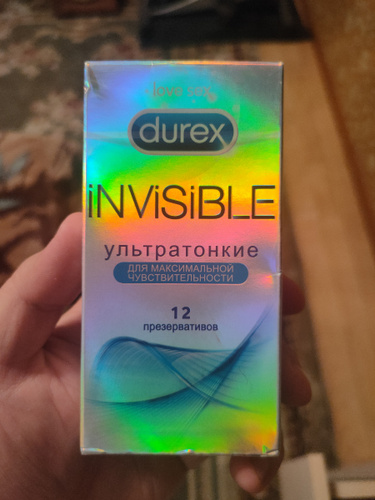 love sex
durex
iNViSiBLE
ультратонкие
ДЛЯ МАКСИМАЛЬНОЙ
ЧУВСТВИТЕЛЬНОСТИ
12
презервативов